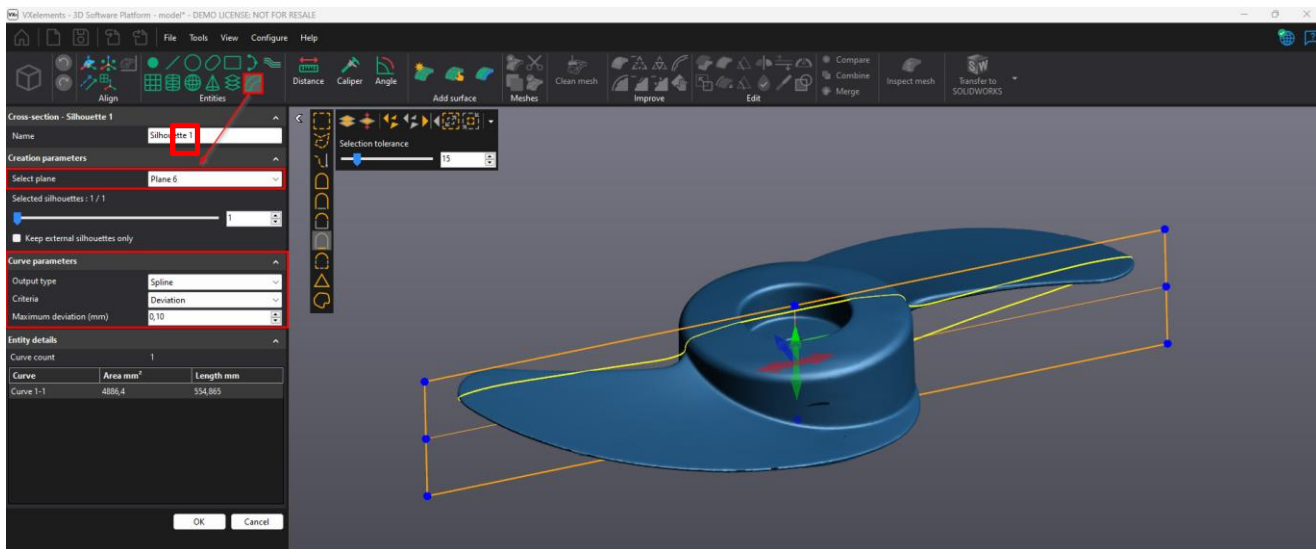 VXelements - 3D Software Platform - model* - DEMO LICENSE: NOT FOR RESALE
File Tools View Configure Help
Align
Entities
Distance
Caliper
Angle
Add surface
Meshes
Clean mesh
Improve
Edit
Compare
Combine
Merge
Inspect mesh
Transfer to
SOLIDWORKS
Cross-section - Silhouette 1
Name Silhouette 1
Creation parameters
Select plane Plane 6
Selected silhouettes : 1 / 1
1
Keep external silhouettes only
Curve parameters
Output type Spline
Criteria Deviation
Maximum deviation (mm) 0,10
Entity details
Curve count 1
Curve Area mm² Length mm
Curve 1-1 4886,4 554,865
OK Cancel
Selection tolerance
15